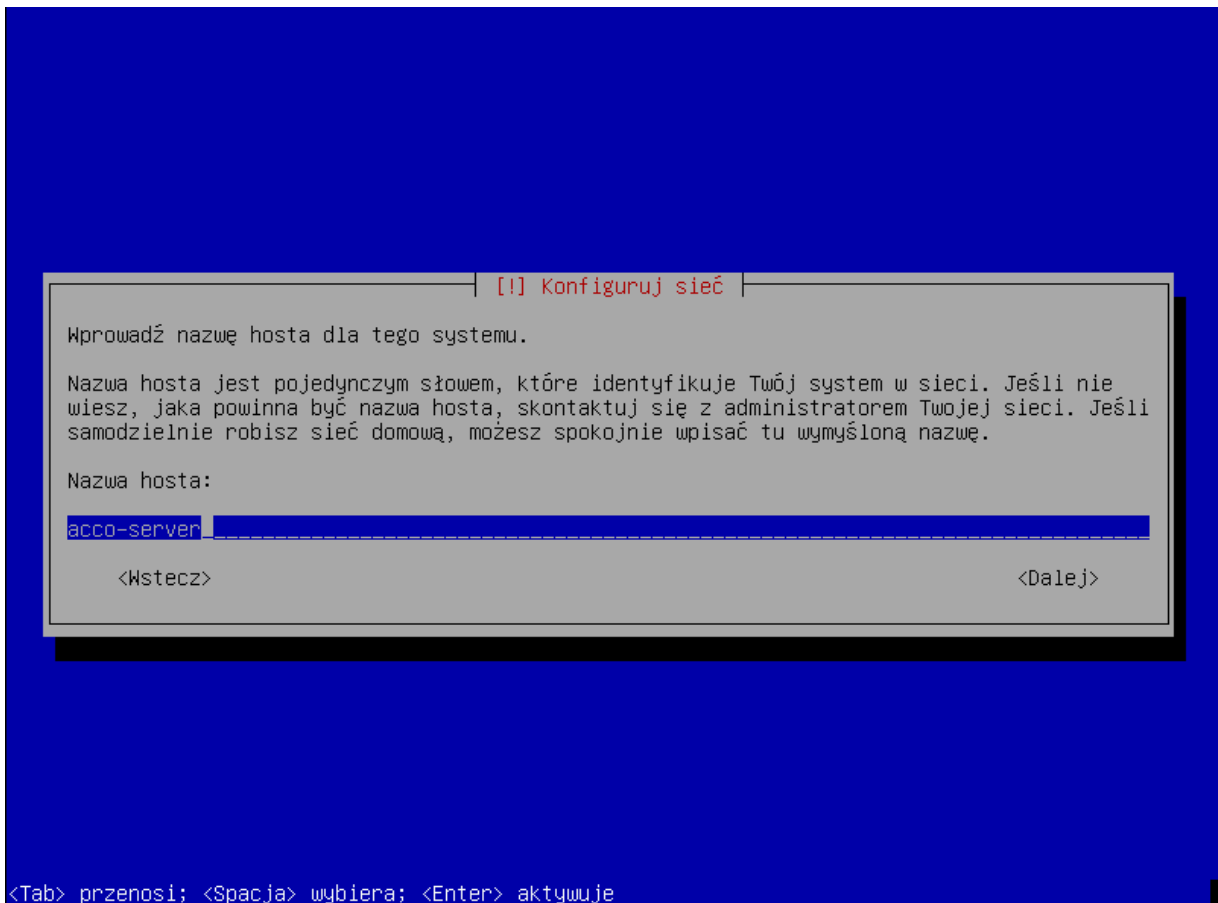 [!] Konfiguruj sieć
Wprowadź nazwę hosta dla tego systemu.
Nazwa hosta jest pojedynczym słowem, które identyfikuje Twój system w sieci. Jeśli nie
wiesz, jaka powinna być nazwa hosta, skontaktuj się z administratorem Twojej sieci. Jeśli
samodzielnie robisz sieć domową, możesz spokojnie wpisać tu wymyśloną nazwę.
Nazwa hosta:
acco-server
<Wstecz> <Dalej>
<Tab> przenosi; <Spacja> wybiera; <Enter> aktywuje